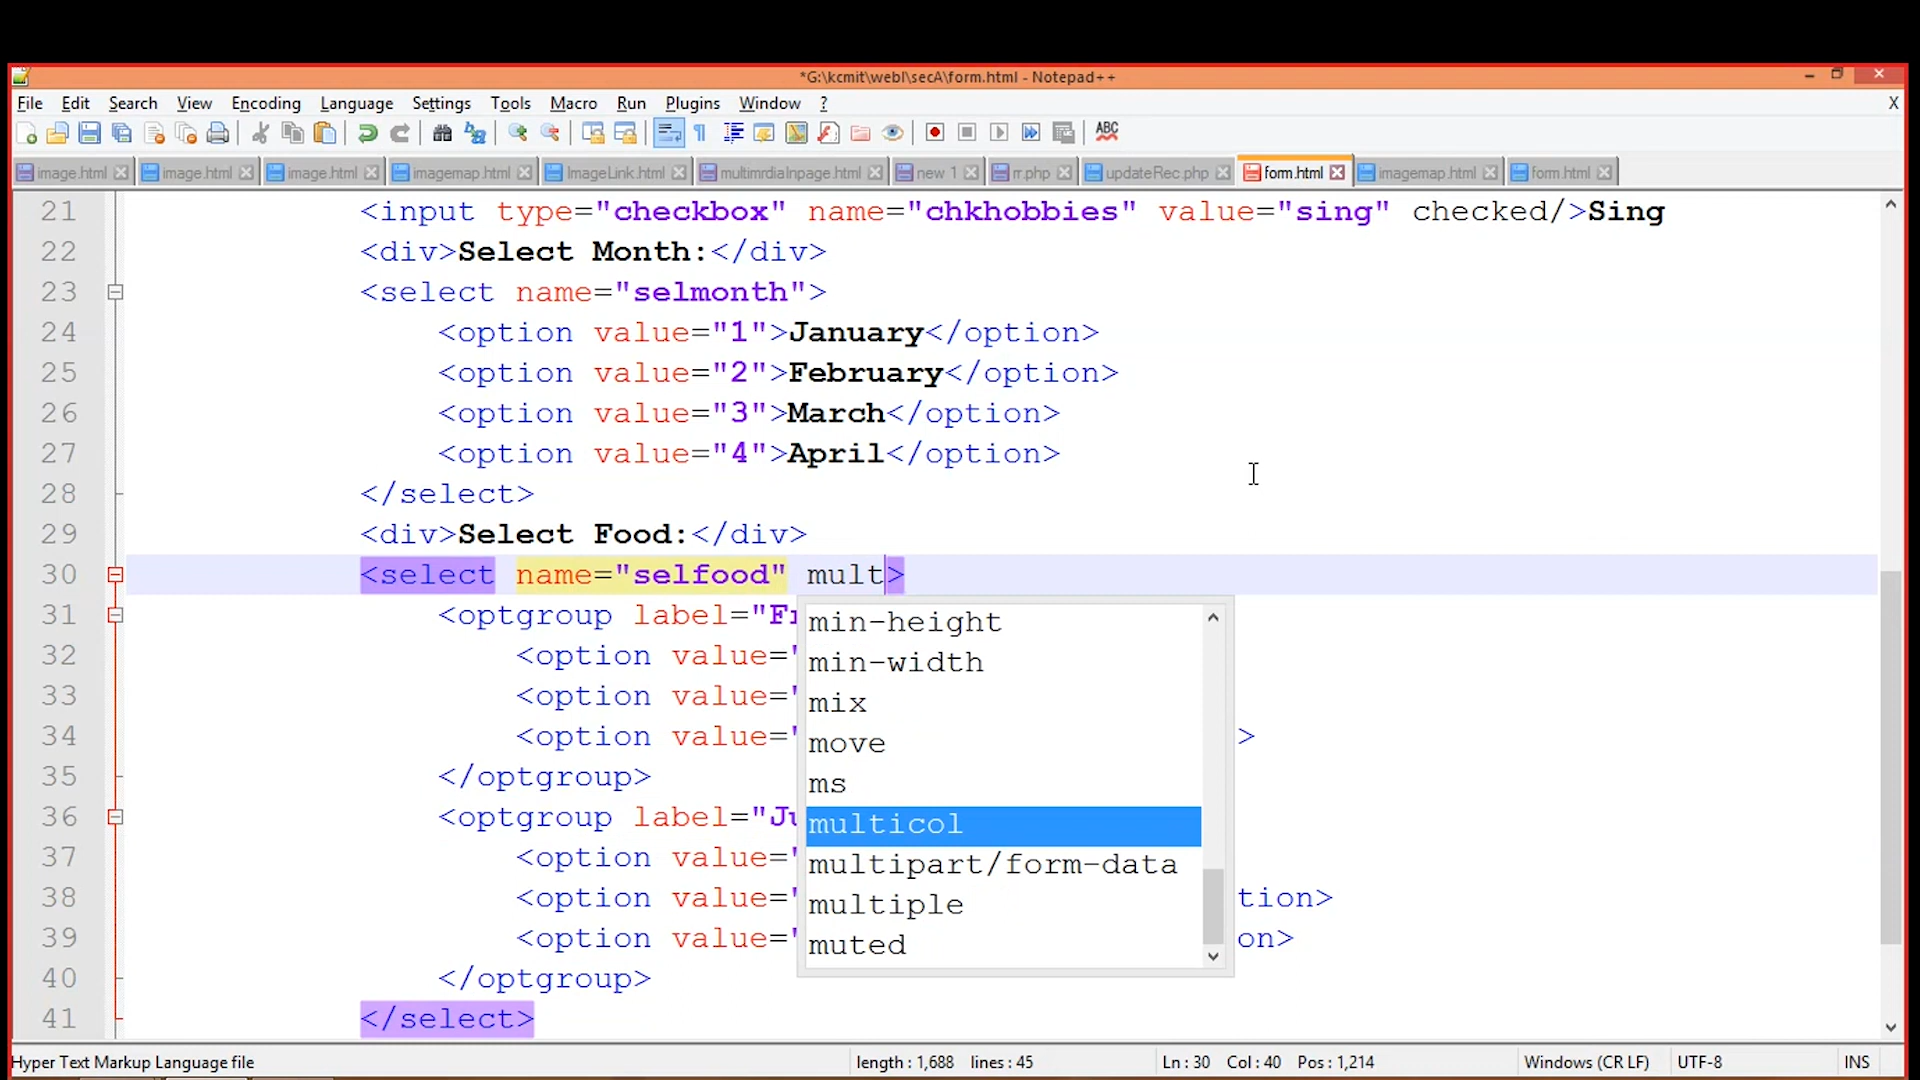 *G:\kcmit\webI\secA\form.html - Notepad++
File Edit Search View Encoding Language Settings Tools Macro Run Plugins Window ? X
ABC
image.html image.html image.html imagemap.html ImageLink.html multimrdiaInpage.html new 1 rr.php updateRec.php form.html imagemap.html form.html
21 <input type="checkbox" name="chkhobbies" value="sing" checked/>Sing
22 <div>Select Month:</div>
23 <select name="selmonth">
24 <option value="1">January</option>
25 <option value="2">February</option>
26 <option value="3">March</option>
27 <option value="4">April</option>
28 </select>
29 <div>Select Food:</div>
30 <select name="selfood" mult>
31 <optgroup label="Fr
32 <option value="
33 <option value="
34 <option value=" >
35 </optgroup>
36 <optgroup label="Ju
37 <option value="
38 <option value=" tion>
39 <option value=" on>
40 </optgroup>
41 </select>
min-height
min-width
mix
move
ms
multicol
multipart/form-data
multiple
muted
Hyper Text Markup Language file length : 1,688 lines : 45 Ln : 30 Col : 40 Pos : 1,214 Windows (CR LF) UTF-8 INS